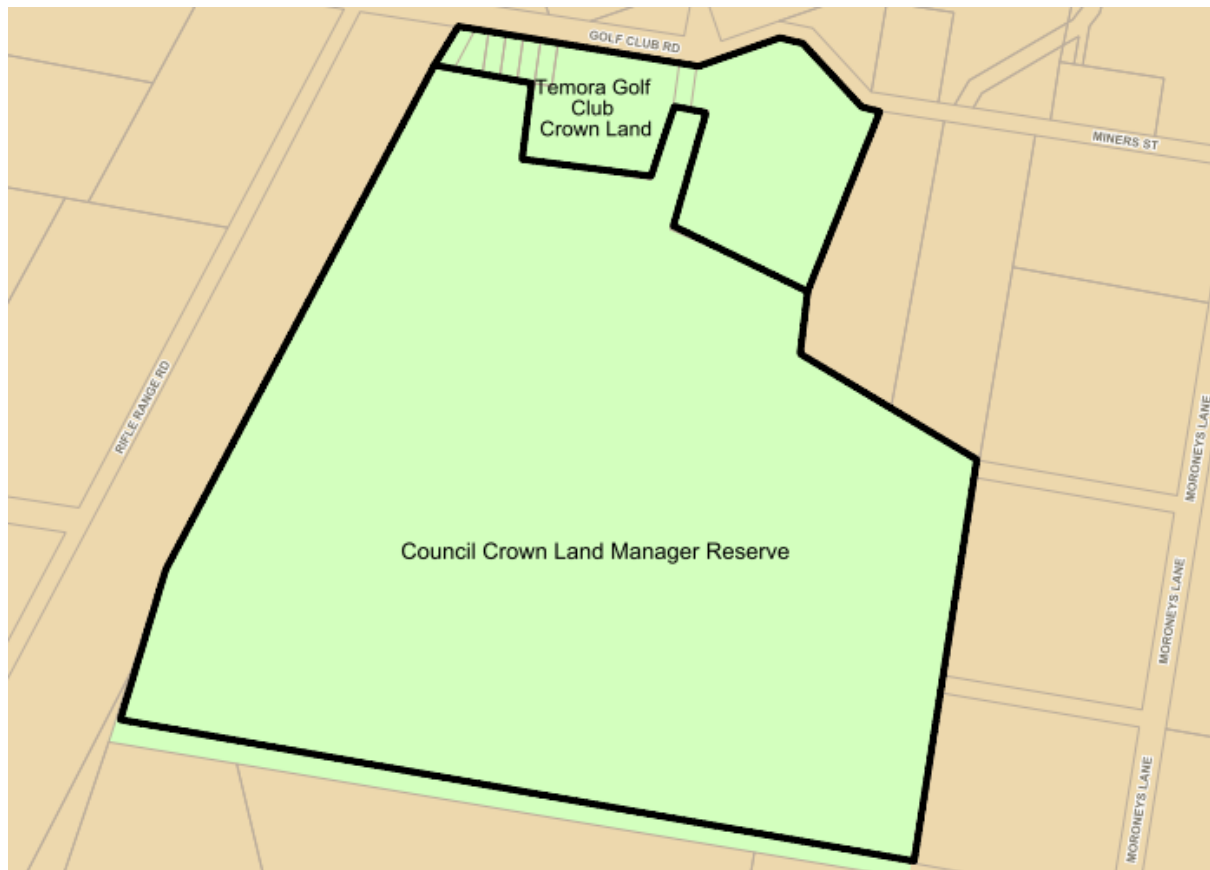 GOLF CLUB RD
Temora Golf
Club
Crown Land
MINERS ST
RIFLE RANGE RD
MORONEYS LANE
Council Crown Land Manager Reserve
MORONEYS LANE
MORONEYS LANE